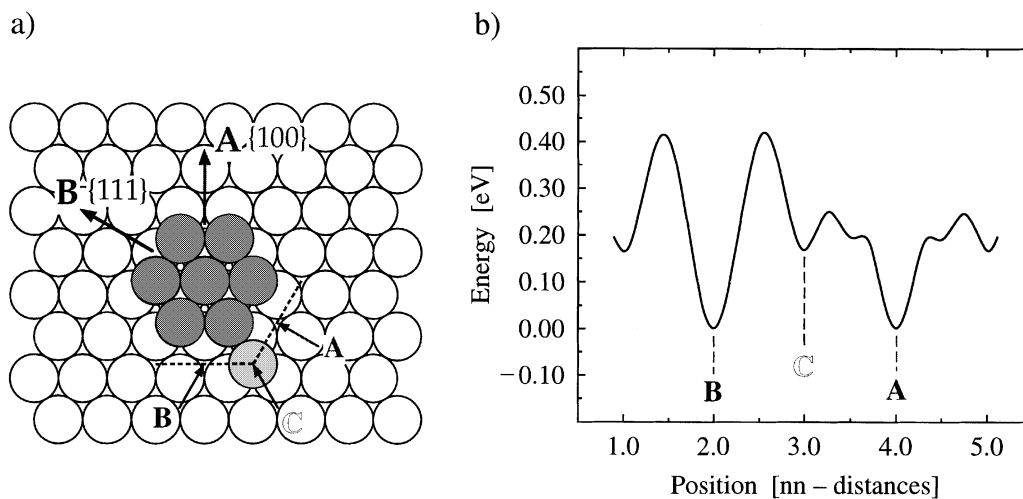 a)
A {100}
B {111}
A
B
C
b)
Energy [eV]
0.50
0.40
0.30
0.20
0.10
0.00
−0.10
B
C
A
1.0 2.0 3.0 4.0 5.0
Position [nn – distances]